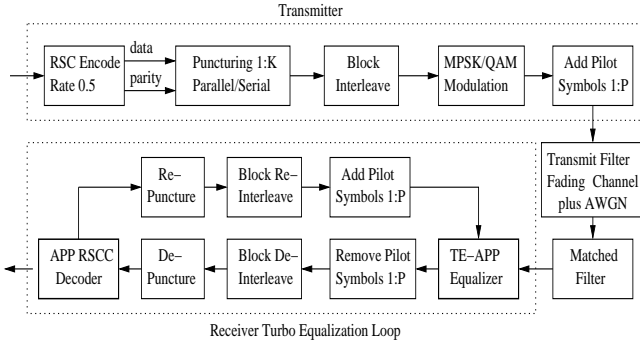 Transmitter
RSC Encode
Rate 0.5
data
parity
Puncturing 1:K
Parallel/Serial
Block
Interleave
MPSK/QAM
Modulation
Add Pilot
Symbols 1:P
Transmit Filter
Fading Channel
plus AWGN
Re-
Puncture
Block Re-
Interleave
Add Pilot
Symbols 1:P
APP RSCC
Decoder
De-
Puncture
Block De-
Interleave
Remove Pilot
Symbols 1:P
TE-APP
Equalizer
Matched
Filter
Receiver Turbo Equalization Loop